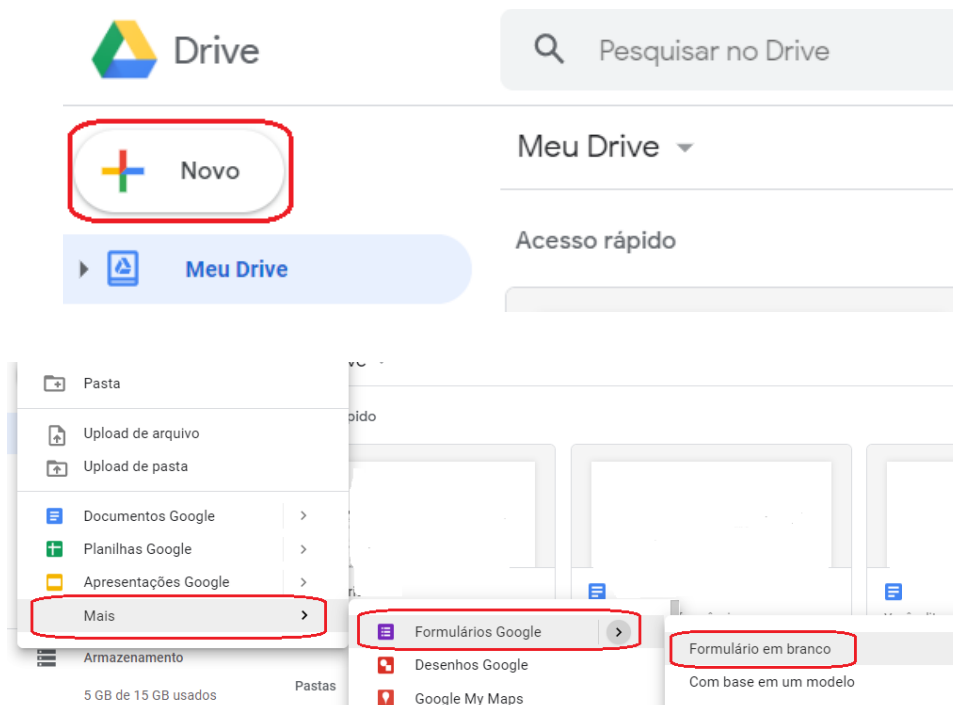 Drive
Pesquisar no Drive
Novo
Meu Drive
Meu Drive
Acesso rápido
Pasta
Upload de arquivo
Upload de pasta
Documentos Google
Planilhas Google
Apresentações Google
Mais
Formulários Google
Formulário em branco
Desenhos Google
Com base em um modelo
Google My Maps
Armazenamento
5 GB de 15 GB usados
Pastas